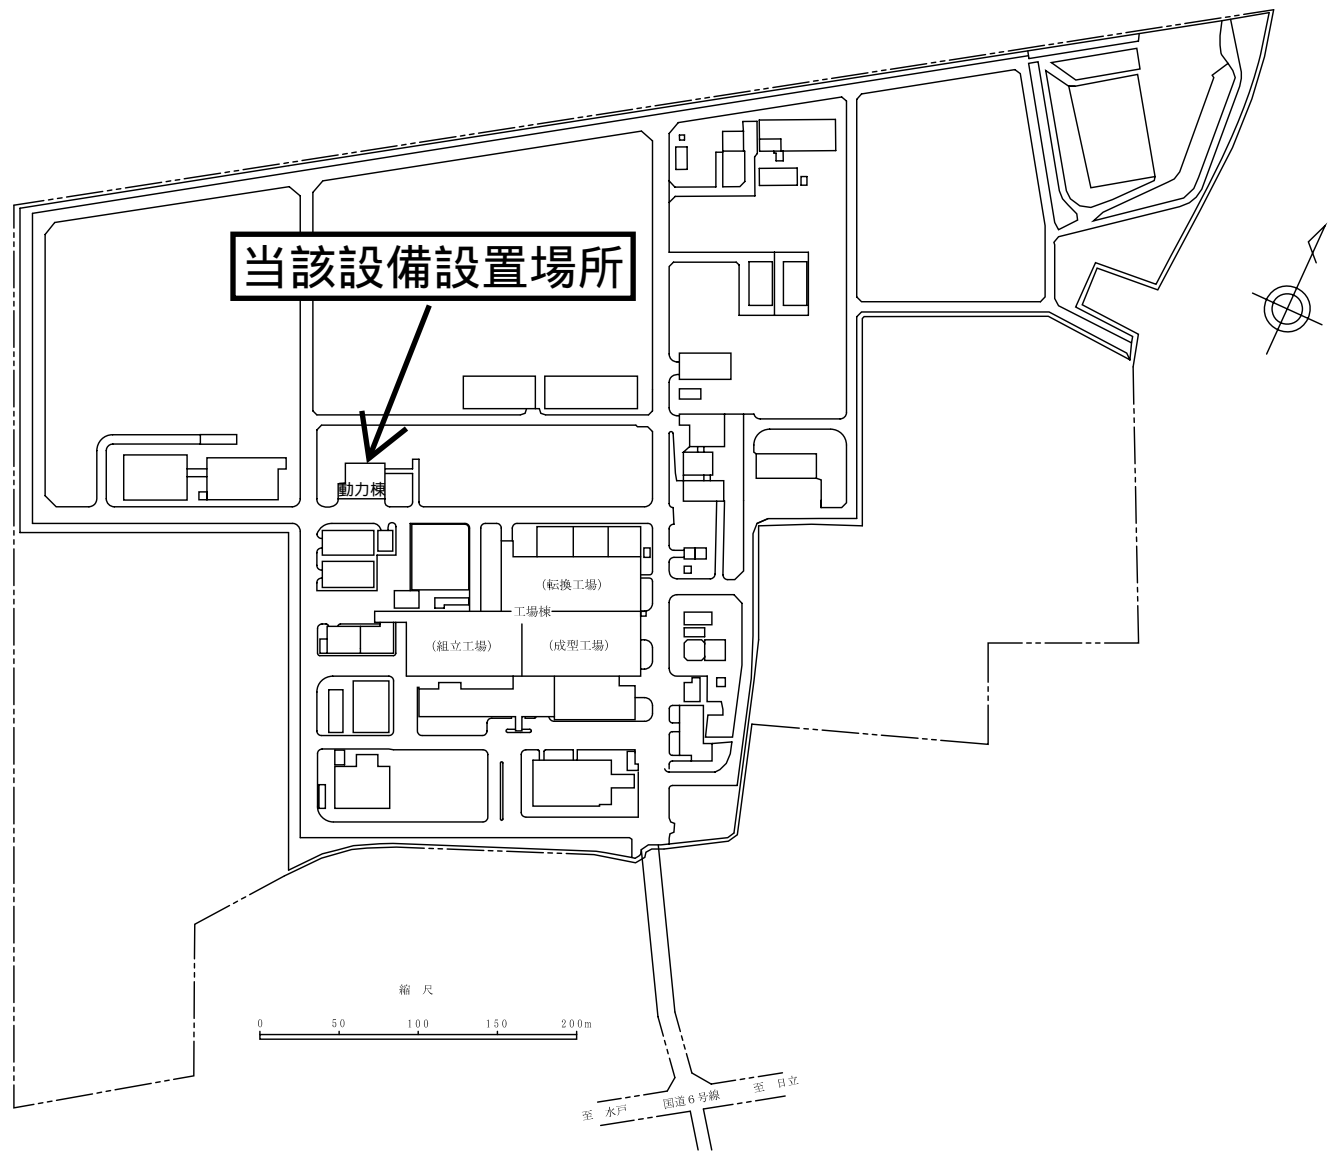 当該設備設置場所
動力棟
(転換工場)
工場棟
(組立工場)
(成型工場)
縮 尺
0 50 100 150 200m
至 日立
国道6号線
至 水戸